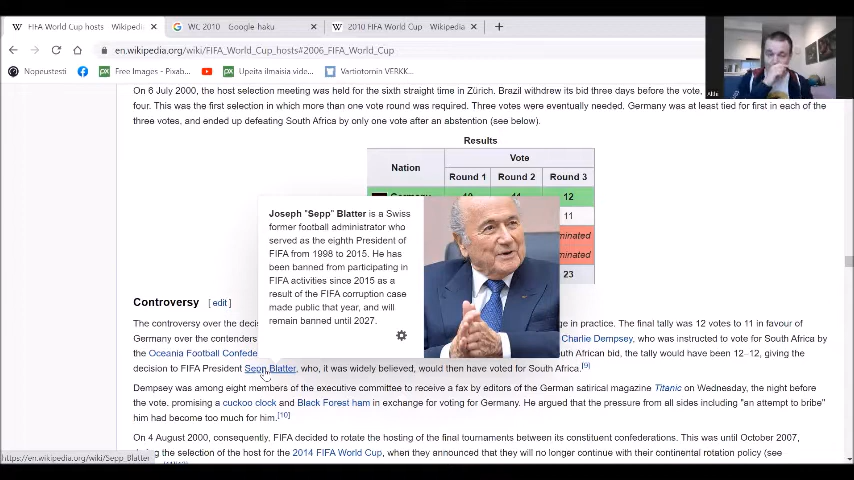 FIFA World Cup hosts - Wikipedia
WC 2010 - Google-haku
2010 FIFA World Cup - Wikipedia
en.wikipedia.org/wiki/FIFA_World_Cup_hosts#2006_FIFA_World_Cup
Nopeustesti
Free Images - Pixab...
Upeita ilmaisia vide...
Vartiotornin VERKK...
On 6 July 2000, the host selection meeting was held for the sixth straight time in Zürich. Brazil withdrew its bid three days before the vote,
four. This was the first selection in which more than one vote round was required. Three votes were eventually needed. Germany was at least tied for first in each of the
three votes, and ended up defeating South Africa by only one vote after an abstention (see below).
Results
Nation
Vote
Round 1 Round 2 Round 3
Germany 10 11 12
11
minated
minated
23
Joseph "Sepp" Blatter is a Swiss
former football administrator who
served as the eighth President of
FIFA from 1998 to 2015. He has
been banned from participating in
FIFA activities since 2015 as a
result of the FIFA corruption case
made public that year, and will
remain banned until 2027.
Controversy [ edit ]
The controversy over the decis ge in practice. The final tally was 12 votes to 11 in favour of
Germany over the contenders Charlie Dempsey, who was instructed to vote for South Africa by
the Oceania Football Confede outh African bid, the tally would have been 12–12, giving the
decision to FIFA President Sepp Blatter, who, it was widely believed, would then have voted for South Africa.[9]
Dempsey was among eight members of the executive committee to receive a fax by editors of the German satirical magazine Titanic on Wednesday, the night before
the vote, promising a cuckoo clock and Black Forest ham in exchange for voting for Germany. He argued that the pressure from all sides including "an attempt to bribe"
him had become too much for him.[10]
On 4 August 2000, consequently, FIFA decided to rotate the hosting of the final tournaments between its constituent confederations. This was until October 2007,
during the selection of the host for the 2014 FIFA World Cup, when they announced that they will no longer continue with their continental rotation policy (see
https://en.wikipedia.org/wiki/Sepp_Blatter